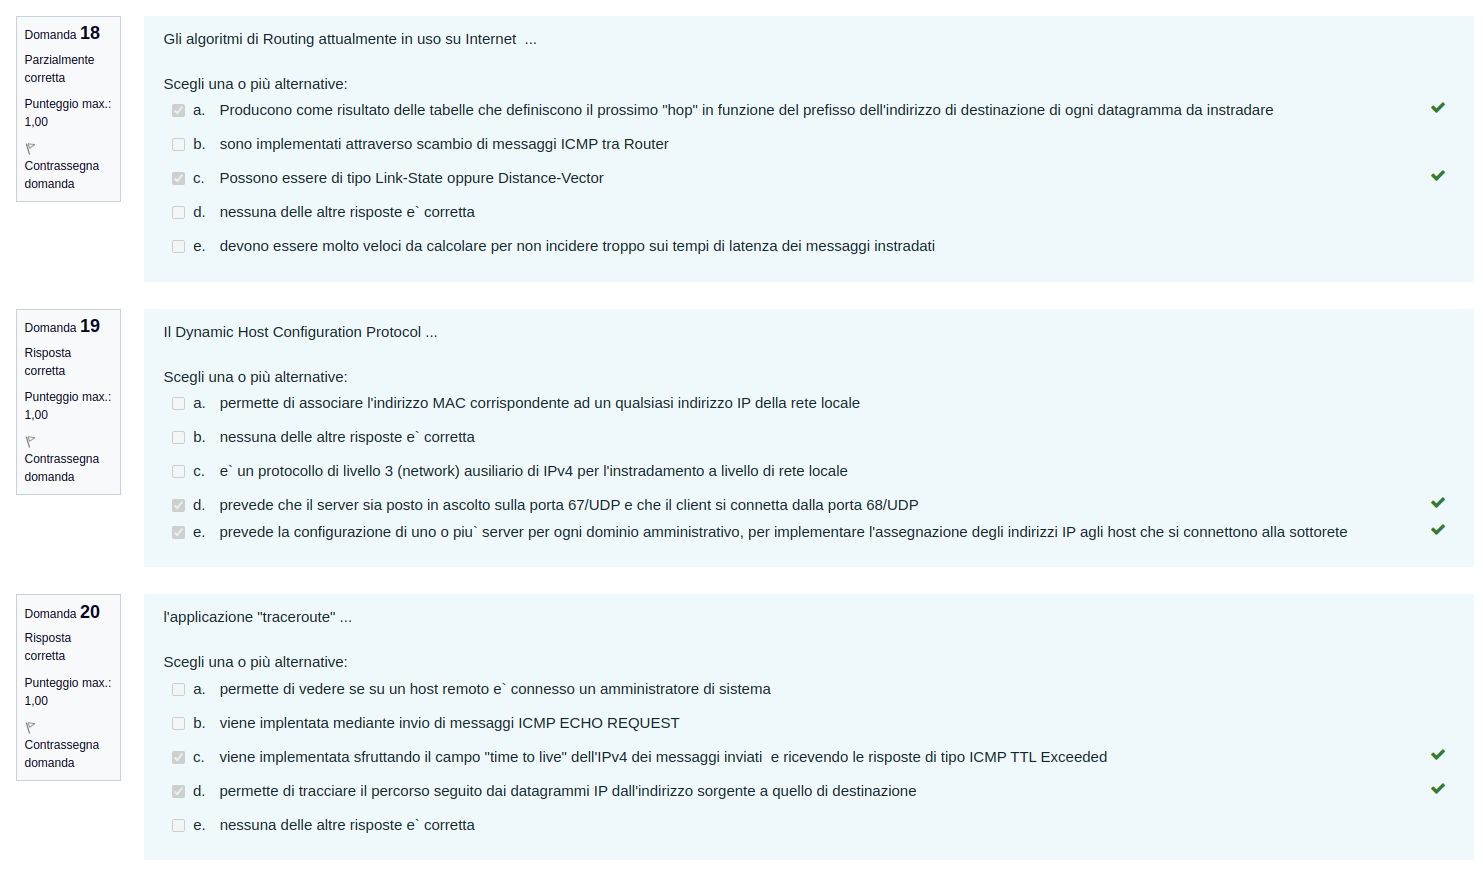 Domanda 18
Parzialmente
corretta
Punteggio max.:
1,00
Contrassegna
domanda
Gli algoritmi di Routing attualmente in uso su Internet  ...
Scegli una o più alternative:
a. Producono come risultato delle tabelle che definiscono il prossimo "hop" in funzione del prefisso dell'indirizzo di destinazione di ogni datagramma da instradare
b. sono implementati attraverso scambio di messaggi ICMP tra Router
c. Possono essere di tipo Link-State oppure Distance-Vector
d. nessuna delle altre risposte e` corretta
e. devono essere molto veloci da calcolare per non incidere troppo sui tempi di latenza dei messaggi instradati
Domanda 19
Risposta
corretta
Punteggio max.:
1,00
Contrassegna
domanda
Il Dynamic Host Configuration Protocol ...
Scegli una o più alternative:
a. permette di associare l'indirizzo MAC corrispondente ad un qualsiasi indirizzo IP della rete locale
b. nessuna delle altre risposte e` corretta
c. e` un protocollo di livello 3 (network) ausiliario di IPv4 per l'instradamento a livello di rete locale
d. prevede che il server sia posto in ascolto sulla porta 67/UDP e che il client si connetta dalla porta 68/UDP
e. prevede la configurazione di uno o piu` server per ogni dominio amministrativo, per implementare l'assegnazione degli indirizzi IP agli host che si connettono alla sottorete
Domanda 20
Risposta
corretta
Punteggio max.:
1,00
Contrassegna
domanda
l'applicazione "traceroute" ...
Scegli una o più alternative:
a. permette di vedere se su un host remoto e` connesso un amministratore di sistema
b. viene implentata mediante invio di messaggi ICMP ECHO REQUEST
c. viene implementata sfruttando il campo "time to live" dell'IPv4 dei messaggi inviati  e ricevendo le risposte di tipo ICMP TTL Exceeded
d. permette di tracciare il percorso seguito dai datagrammi IP dall'indirizzo sorgente a quello di destinazione
e. nessuna delle altre risposte e` corretta